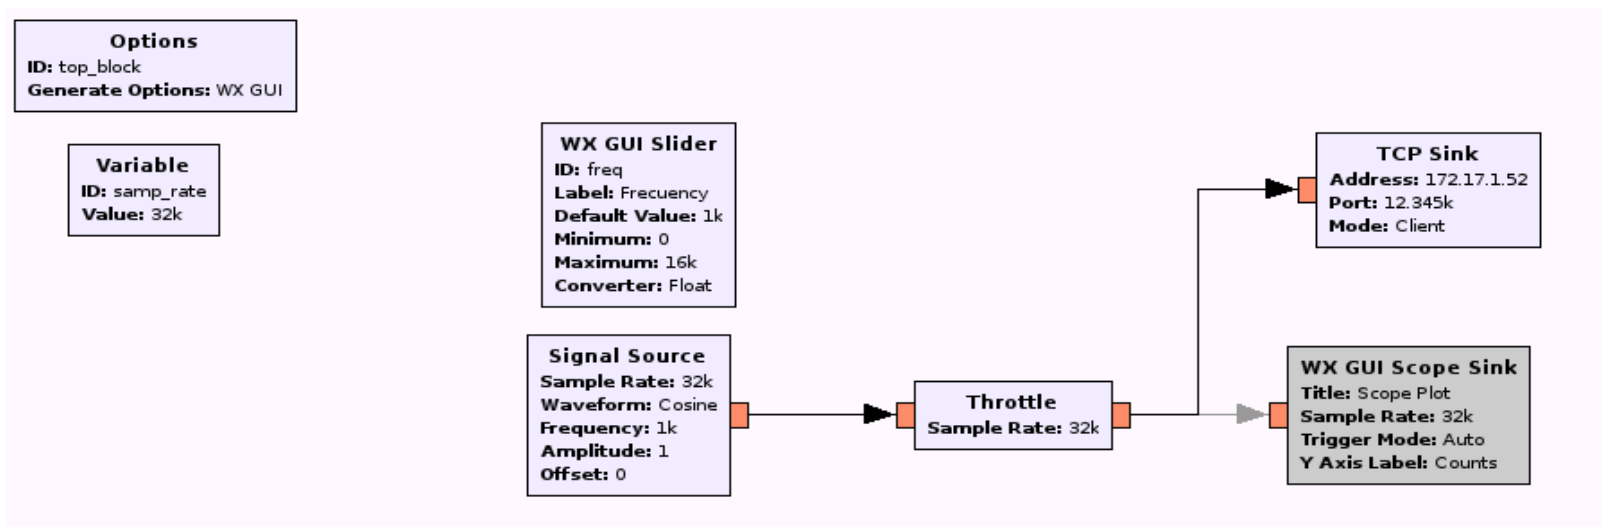 Options
ID: top_block
Generate Options: WX GUI
Variable
ID: samp_rate
Value: 32k
WX GUI Slider
ID: freq
Label: Frecuency
Default Value: 1k
Minimum: 0
Maximum: 16k
Converter: Float
Signal Source
Sample Rate: 32k
Waveform: Cosine
Frequency: 1k
Amplitude: 1
Offset: 0
Throttle
Sample Rate: 32k
TCP Sink
Address: 172.17.1.52
Port: 12.345k
Mode: Client
WX GUI Scope Sink
Title: Scope Plot
Sample Rate: 32k
Trigger Mode: Auto
Y Axis Label: Counts